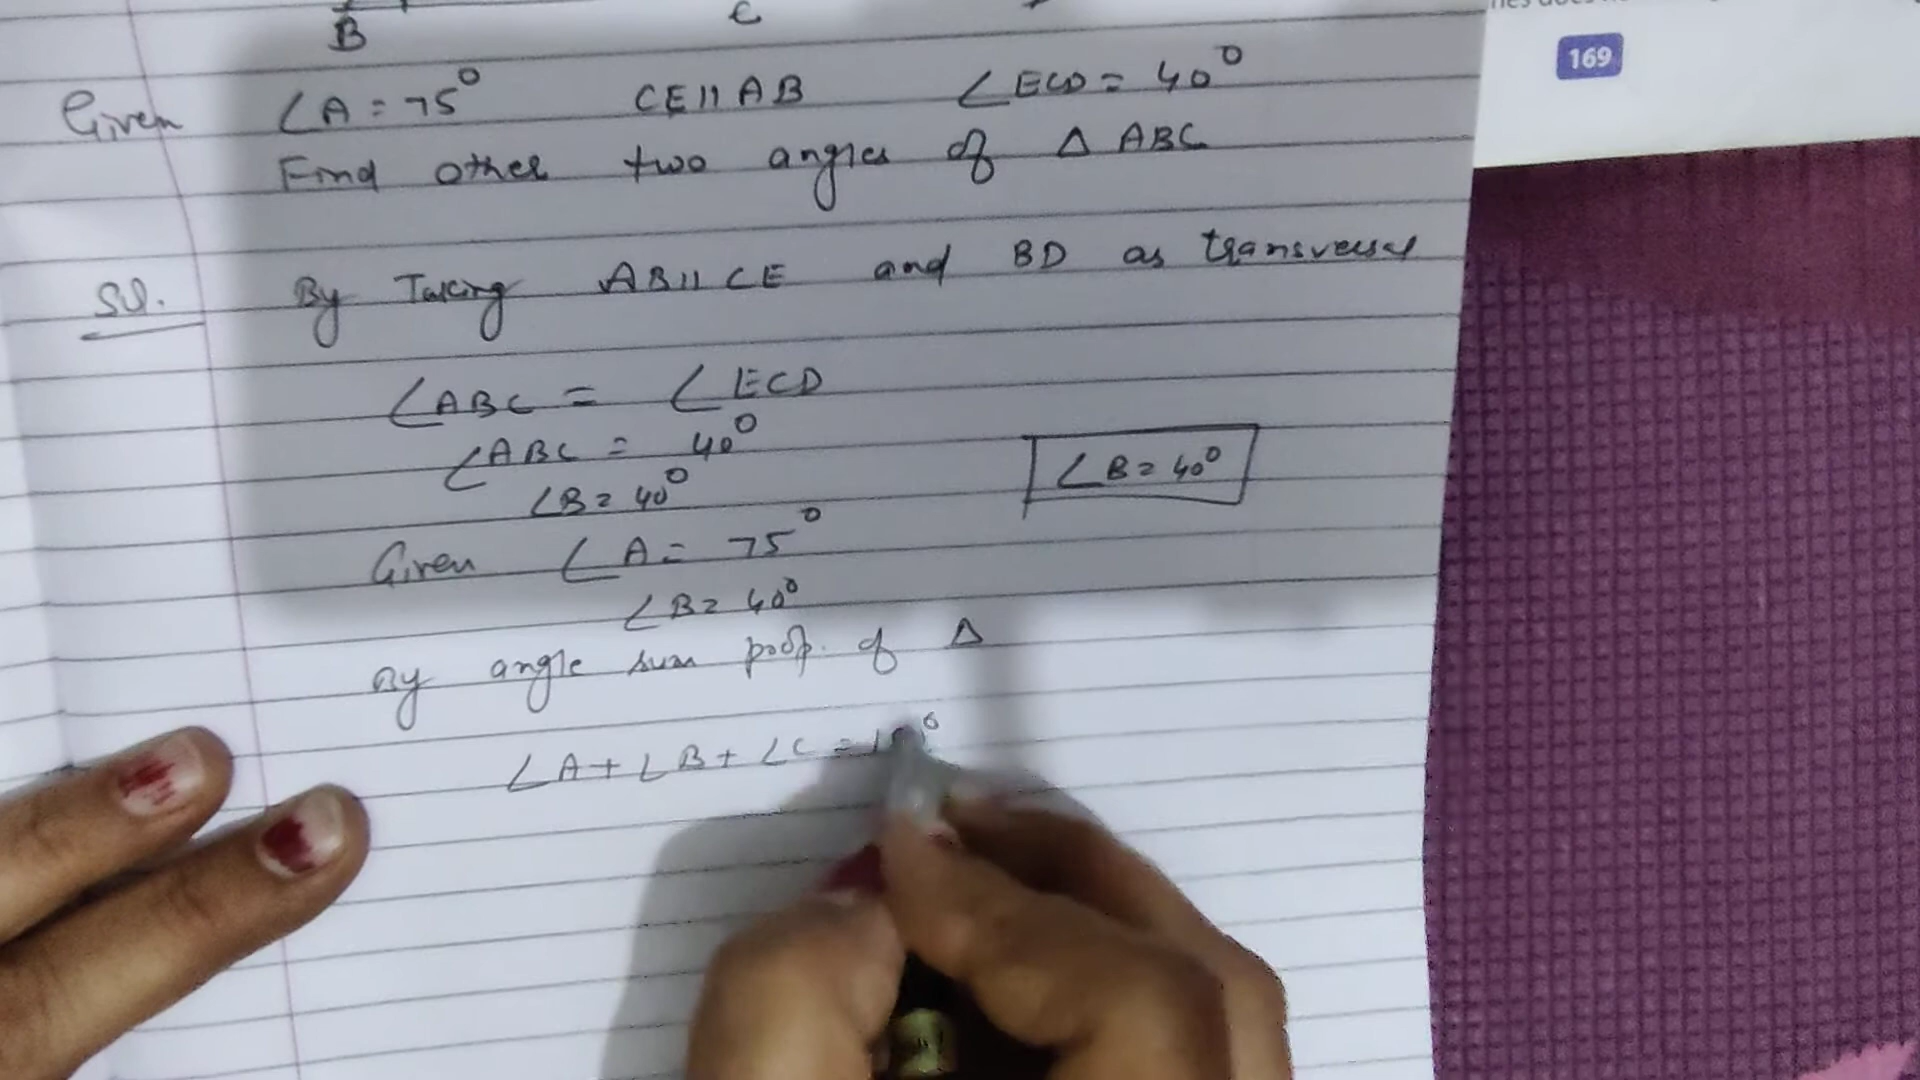 B C
169
Given ∠A = 75° CE || AB ∠ECD = 40°
Find other two angles of Δ ABC
Sol. By Taking AB || CE and BD as transversal
∠ABC = ∠ECD
∠ABC = 40°
∠B = 40°
∠B = 40°
Given ∠A = 75°
∠B = 40°
By angle sum prop. of Δ
∠A + ∠B + ∠C =